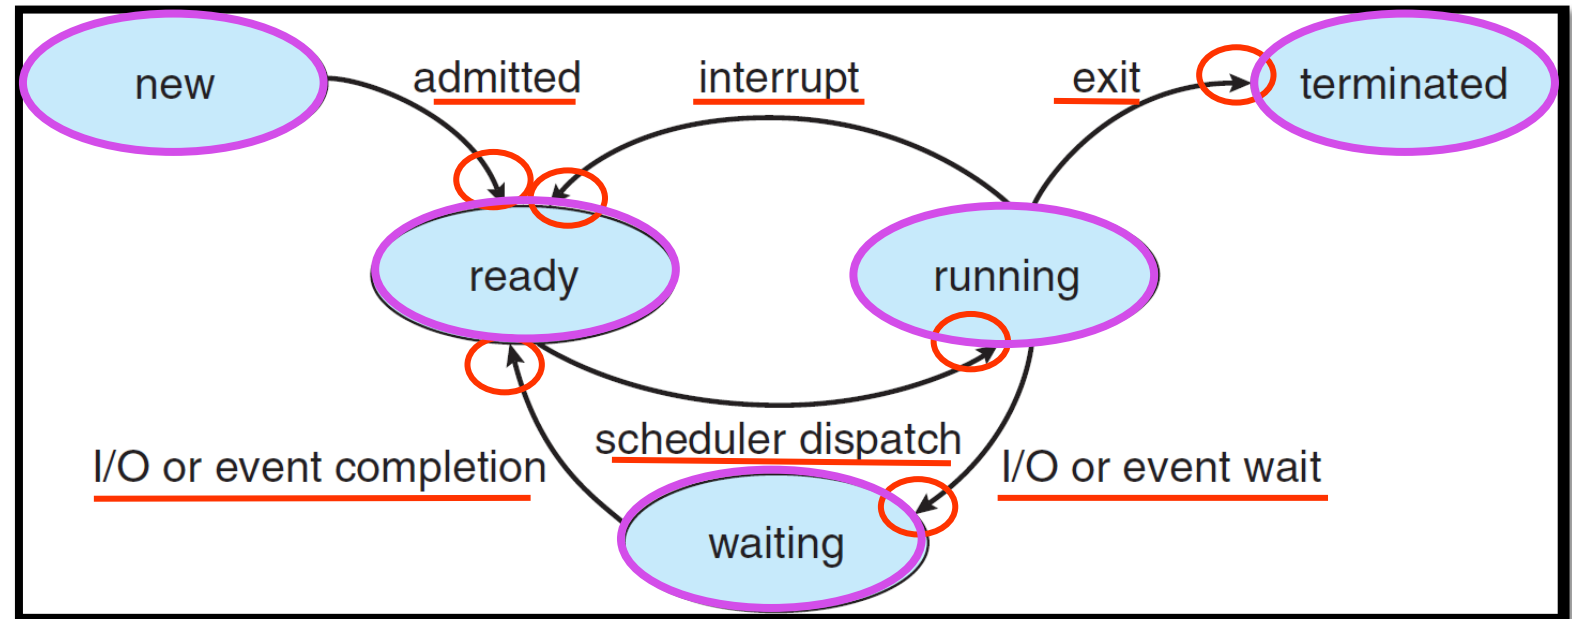 new
admitted
interrupt
exit
terminated
ready
running
scheduler dispatch
I/O or event completion
I/O or event wait
waiting